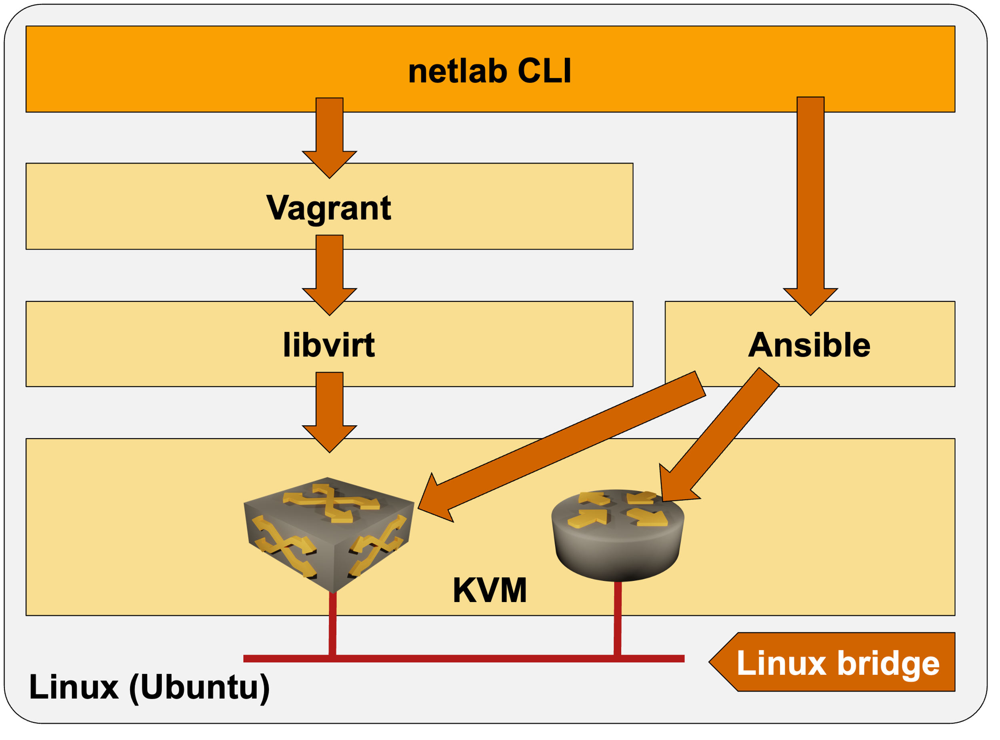 netlab CLI
Vagrant
libvirt
Ansible
KVM
Linux bridge
Linux (Ubuntu)